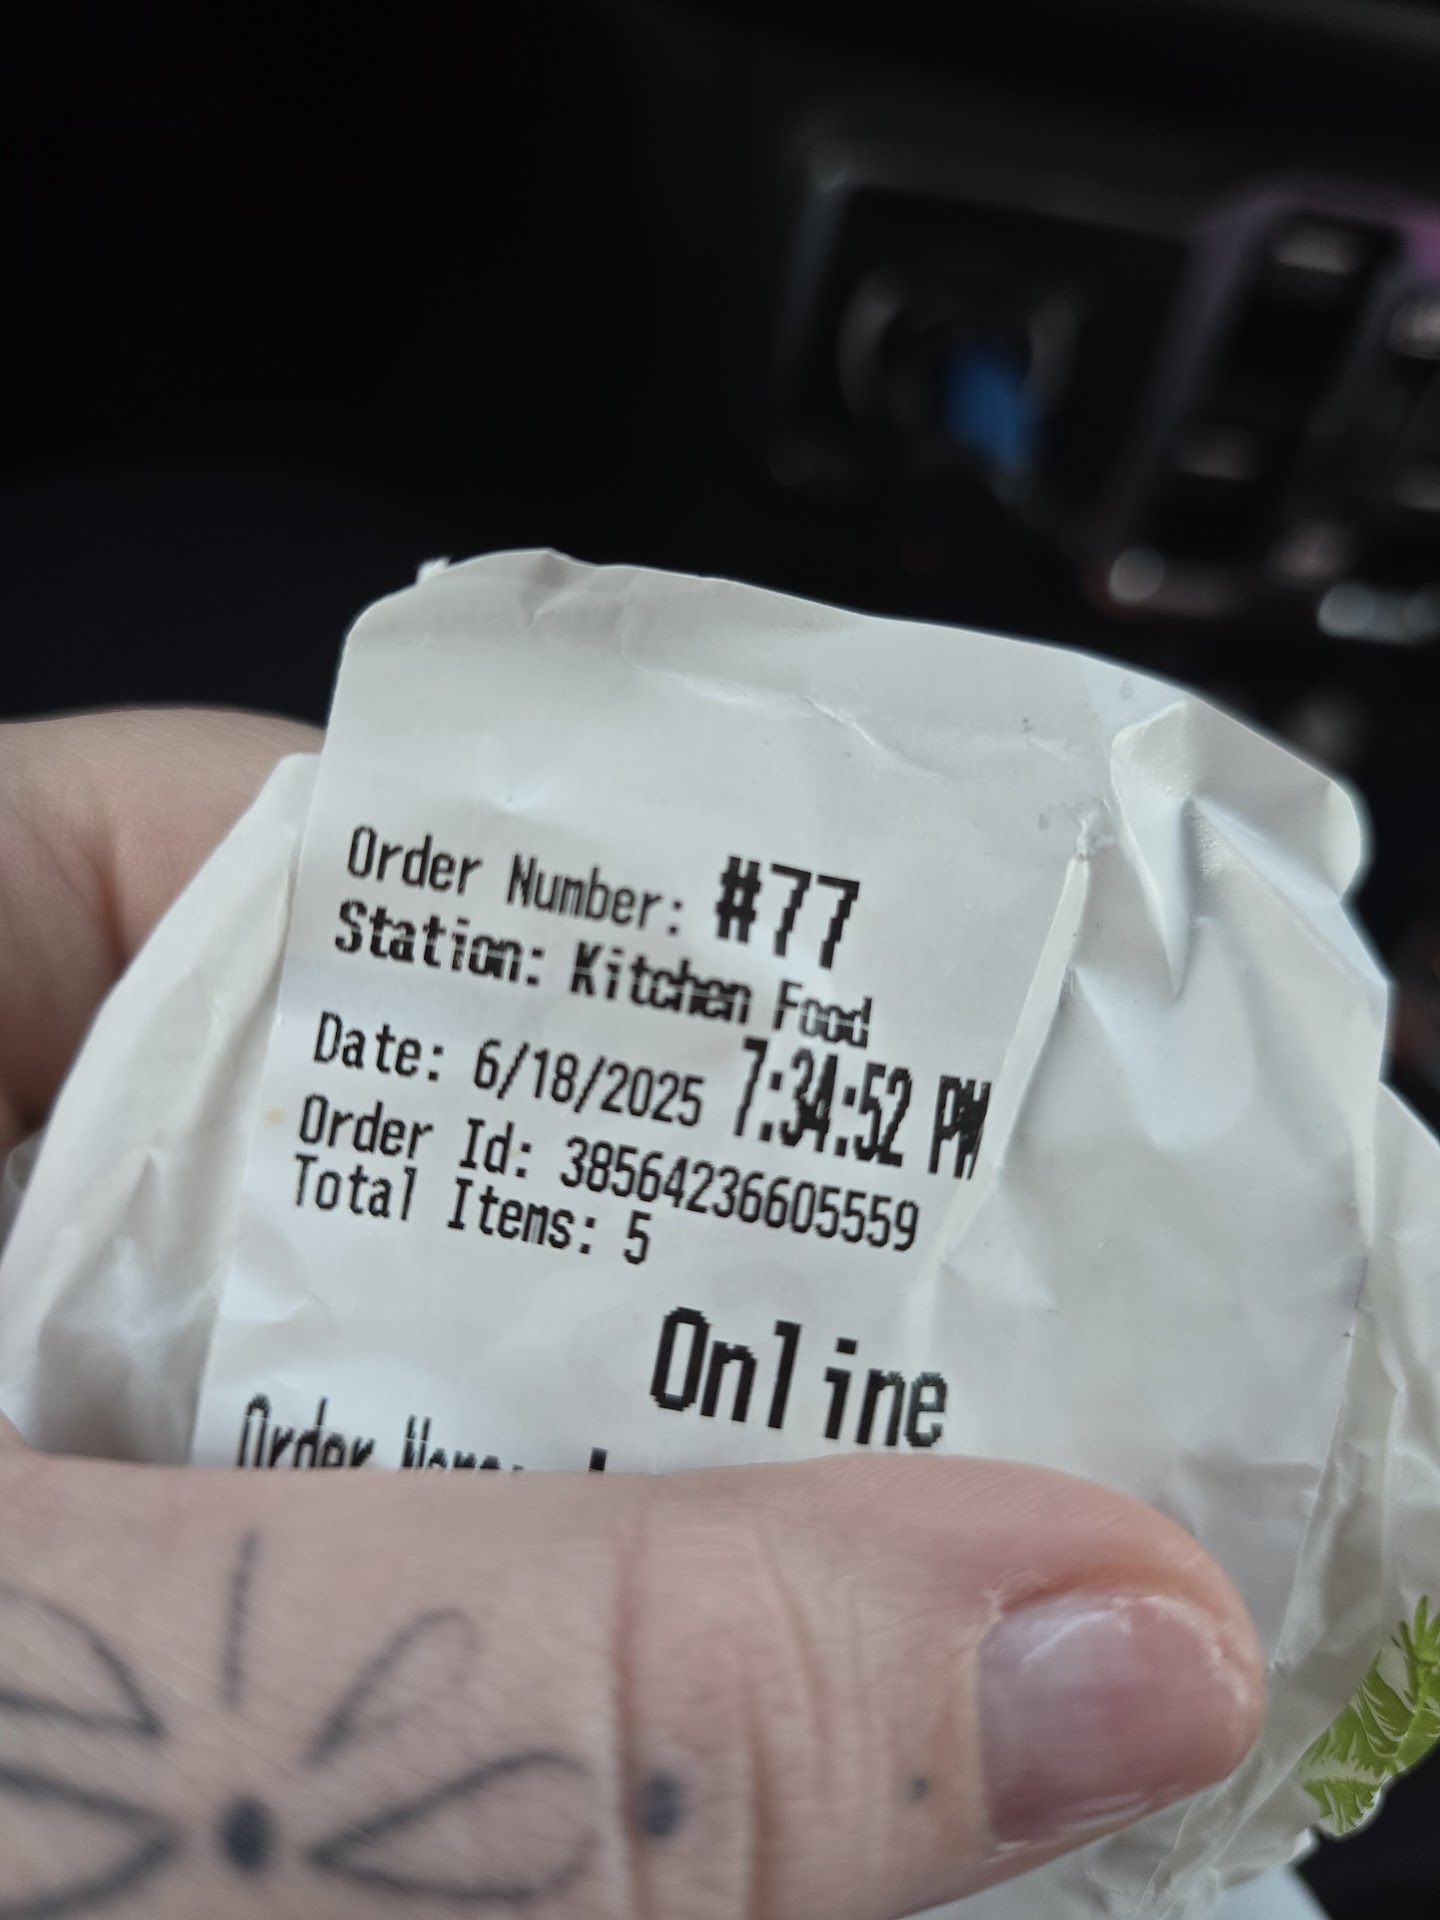 Order Number: #77
Station: Kitchen Food
Date: 6/18/2025 7:34:52 PM
Order Id: 38564236605559
Total Items: 5
Online
Order